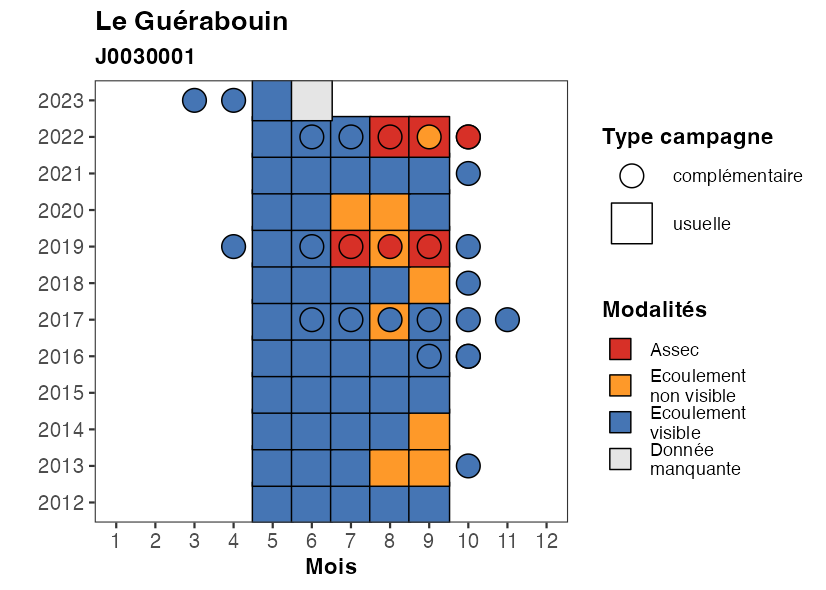 Le Guérabouin
J0030001
2023
2022
2021
2020
2019
2018
2017
2016
2015
2014
2013
2012
1 2 3 4 5 6 7 8 9 10 11 12
Mois
Type campagne
complémentaire
usuelle
Modalités
Assec
Ecoulement
non visible
Ecoulement
visible
Donnée
manquante